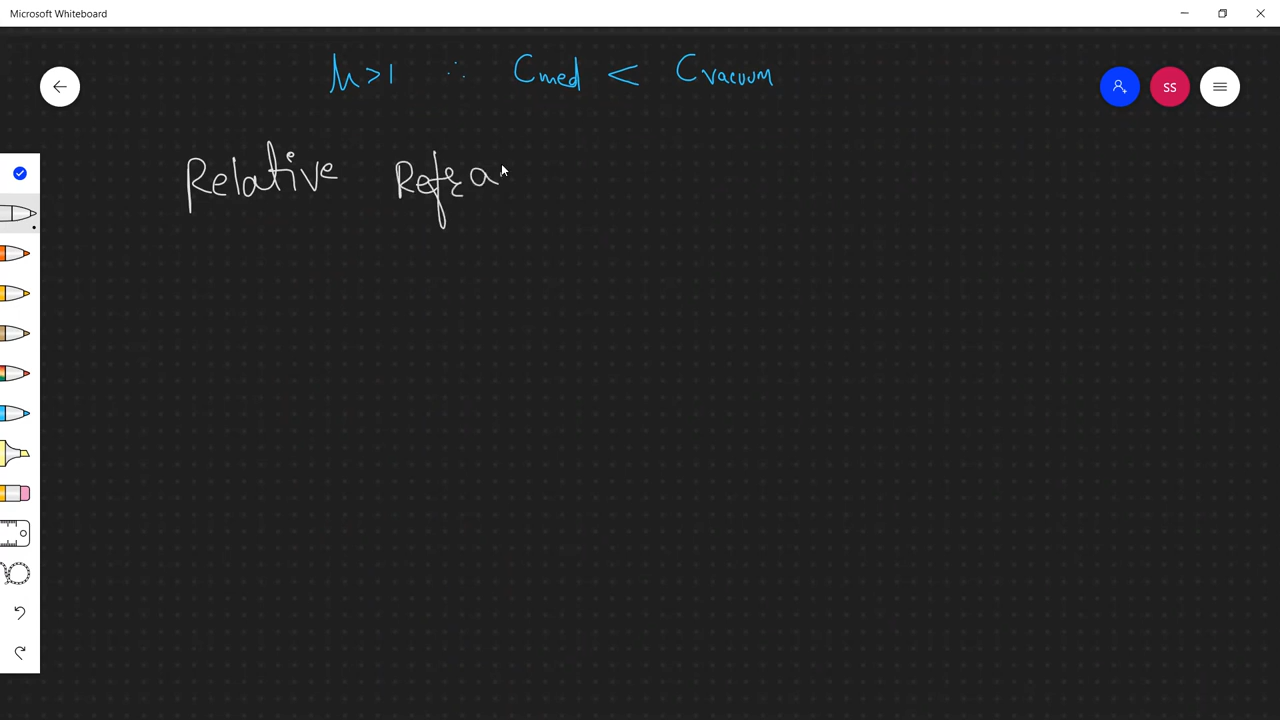 Microsoft Whiteboard
μ>1 ∴ Cmed < Cvacuum
SS
Relative Refra